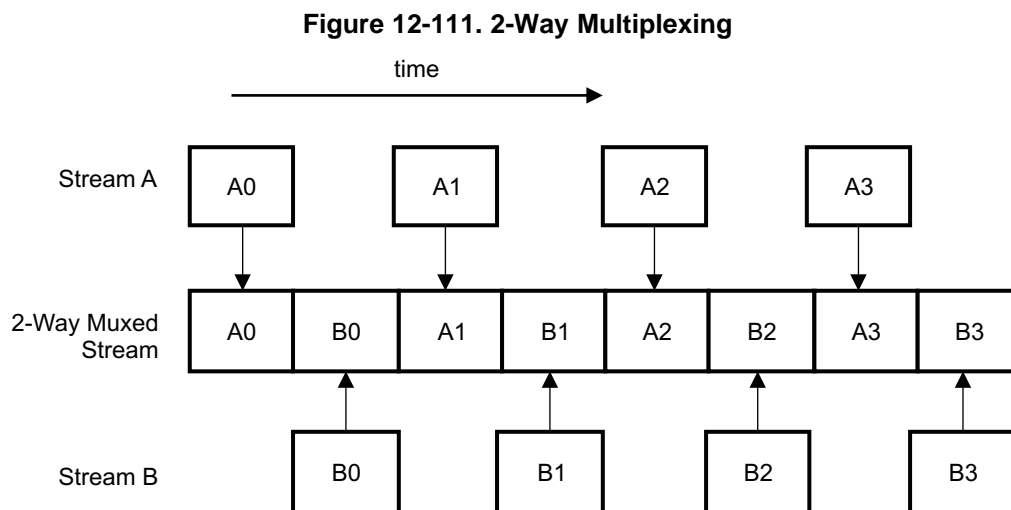 Figure 12-111. 2-Way Multiplexing
time
Stream A
A0 A1 A2 A3
2-Way Muxed
Stream
A0 B0 A1 B1 A2 B2 A3 B3
Stream B
B0 B1 B2 B3